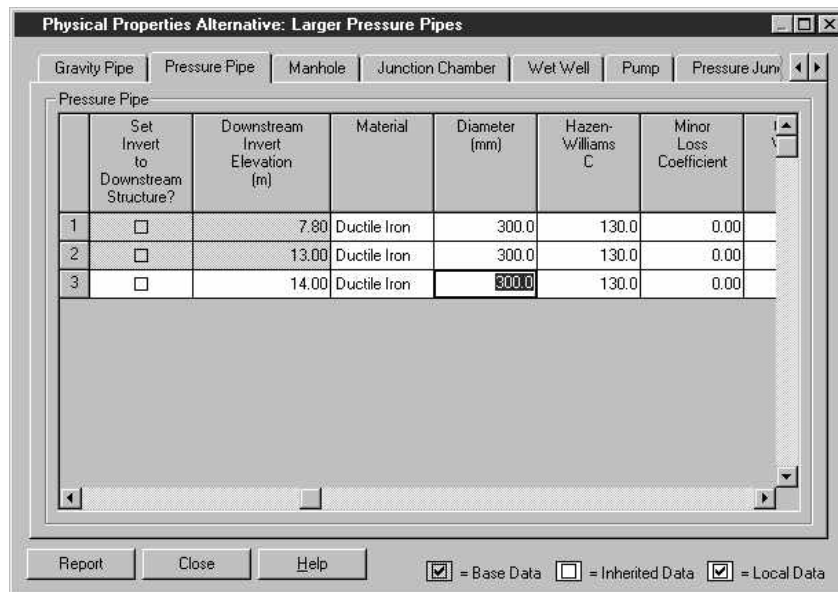 Physical Properties Alternative: Larger Pressure Pipes
Gravity Pipe Pressure Pipe Manhole Junction Chamber Wet Well Pump Pressure Jun
Pressure Pipe
Set Invert to Downstream Structure? Downstream Invert Elevation (m) Material Diameter (mm) Hazen-Williams C Minor Loss Coefficient
1 7.80 Ductile Iron 300.0 130.0 0.00
2 13.00 Ductile Iron 300.0 130.0 0.00
3 14.00 Ductile Iron 300.0 130.0 0.00
Report Close Help = Base Data = Inherited Data = Local Data